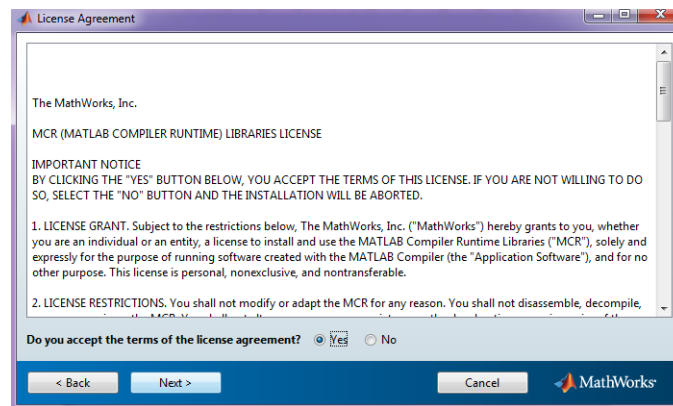 License Agreement
The MathWorks, Inc.
MCR (MATLAB COMPILER RUNTIME) LIBRARIES LICENSE
IMPORTANT NOTICE
BY CLICKING THE "YES" BUTTON BELOW, YOU ACCEPT THE TERMS OF THIS LICENSE. IF YOU ARE NOT WILLING TO DO
SO, SELECT THE "NO" BUTTON AND THE INSTALLATION WILL BE ABORTED.
1. LICENSE GRANT. Subject to the restrictions below, The MathWorks, Inc. ("MathWorks") hereby grants to you, whether
you are an individual or an entity, a license to install and use the MATLAB Compiler Runtime Libraries ("MCR"), solely and
expressly for the purpose of running software created with the MATLAB Compiler (the "Application Software"), and for no
other purpose. This license is personal, nonexclusive, and nontransferable.
2. LICENSE RESTRICTIONS. You shall not modify or adapt the MCR for any reason. You shall not disassemble, decompile,
Do you accept the terms of the license agreement? Yes No
< Back Next > Cancel MathWorks